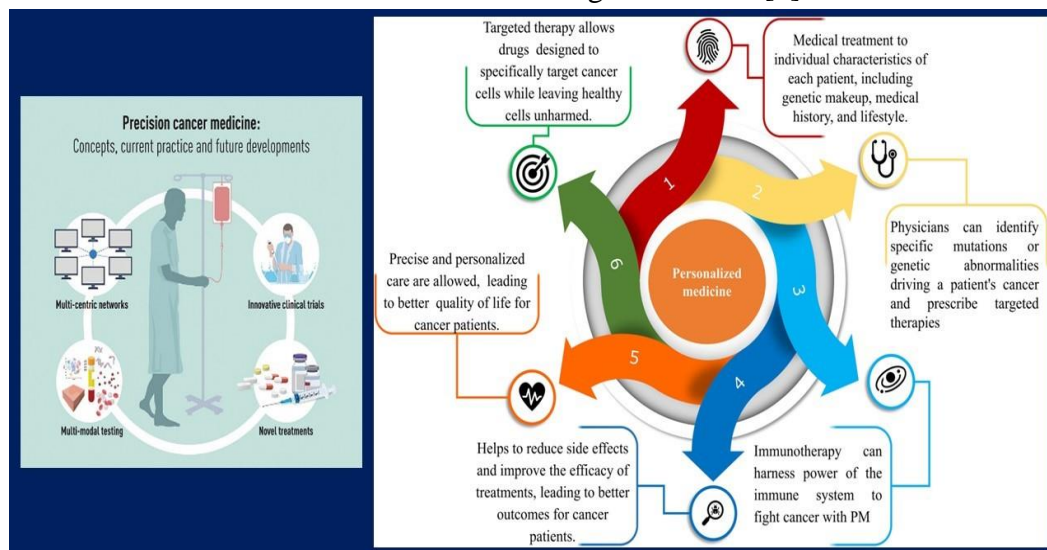 Precision cancer medicine:
Concepts, current practice and future developments
Multi-centric networks
Innovative clinical trials
Multi-modal testing
Novel treatments
Targeted therapy allows
drugs designed to
specifically target cancer
cells while leaving healthy
cells unharmed.
Medical treatment to
individual characteristics of
each patient, including
genetic makeup, medical
history, and lifestyle.
1
2
3
4
5
6
Personalized
medicine
Physicians can identify
specific mutations or
genetic abnormalities
driving a patient's cancer
and prescribe targeted
therapies
Precise and personalized
care are allowed, leading
to better quality of life for
cancer patients.
Helps to reduce side effects
and improve the efficacy of
treatments, leading to better
outcomes for cancer
patients.
Immunotherapy can
harness power of the
immune system to
fight cancer with PM